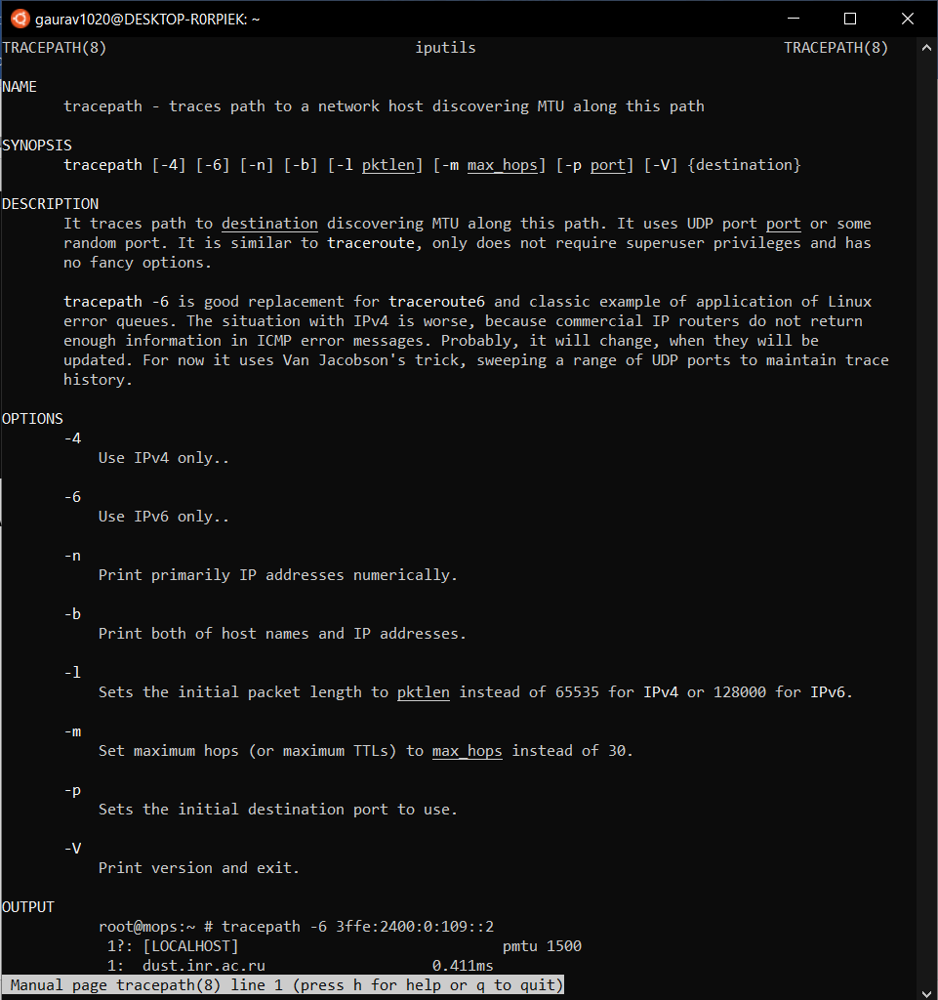 gaurav1020@DESKTOP-R0RPIEK: ~
TRACEPATH(8) iputils TRACEPATH(8)
NAME
tracepath - traces path to a network host discovering MTU along this path
SYNOPSIS
tracepath [-4] [-6] [-n] [-b] [-l pktlen] [-m max_hops] [-p port] [-V] {destination}
DESCRIPTION
It traces path to destination discovering MTU along this path. It uses UDP port port or some
random port. It is similar to traceroute, only does not require superuser privileges and has
no fancy options.
tracepath -6 is good replacement for traceroute6 and classic example of application of Linux
error queues. The situation with IPv4 is worse, because commercial IP routers do not return
enough information in ICMP error messages. Probably, it will change, when they will be
updated. For now it uses Van Jacobson's trick, sweeping a range of UDP ports to maintain trace
history.
OPTIONS
-4
Use IPv4 only..
-6
Use IPv6 only..
-n
Print primarily IP addresses numerically.
-b
Print both of host names and IP addresses.
-l
Sets the initial packet length to pktlen instead of 65535 for IPv4 or 128000 for IPv6.
-m
Set maximum hops (or maximum TTLs) to max_hops instead of 30.
-p
Sets the initial destination port to use.
-V
Print version and exit.
OUTPUT
root@mops:~ # tracepath -6 3ffe:2400:0:109::2
1?: [LOCALHOST] pmtu 1500
1: dust.inr.ac.ru 0.411ms
Manual page tracepath(8) line 1 (press h for help or q to quit)